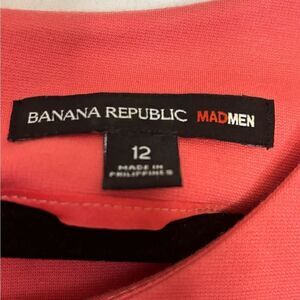 BANANA REPUBLIC MADMEN
12
MADE IN
PHILIPPINES